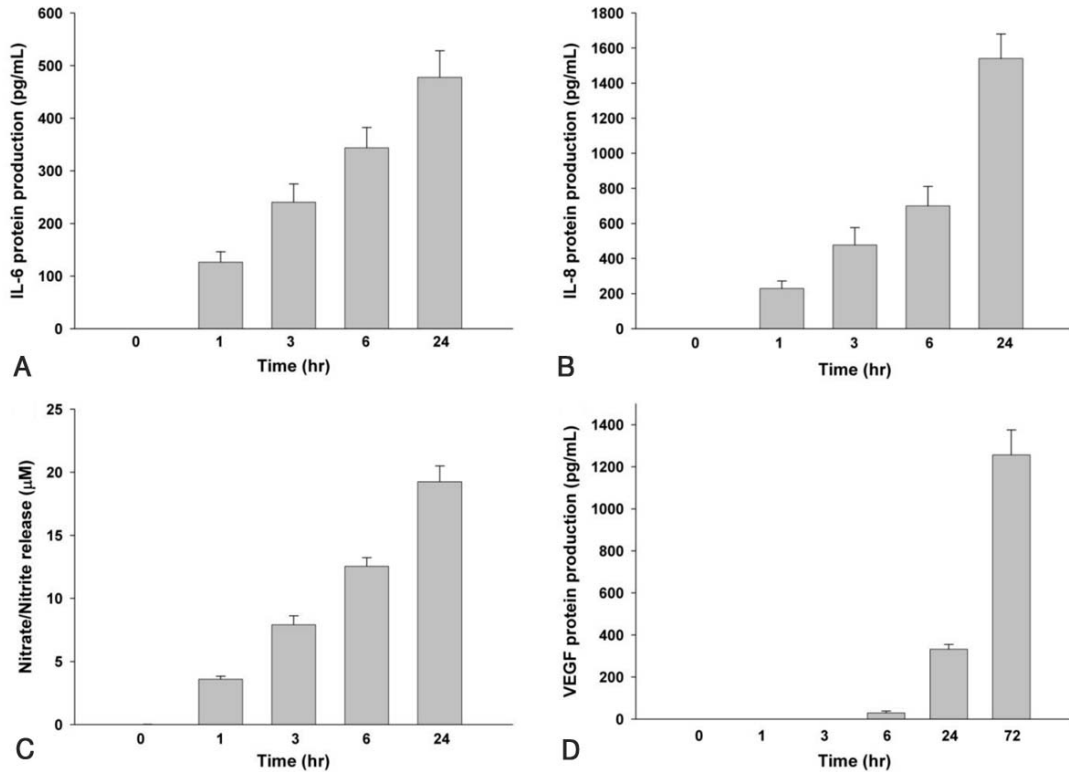 IL-6 protein production (pg/mL)
600
500
400
300
200
100
0
0 1 3 6 24
Time (hr)
A
IL-8 protein production (pg/mL)
1800
1600
1400
1200
1000
800
600
400
200
0
0 1 3 6 24
Time (hr)
B
Nitrate/Nitrite release (μM)
25
20
15
10
5
0
0 1 3 6 24
Time (hr)
C
VEGF protein production (pg/mL)
1400
1200
1000
800
600
400
200
0
0 1 3 6 24 72
Time (hr)
D